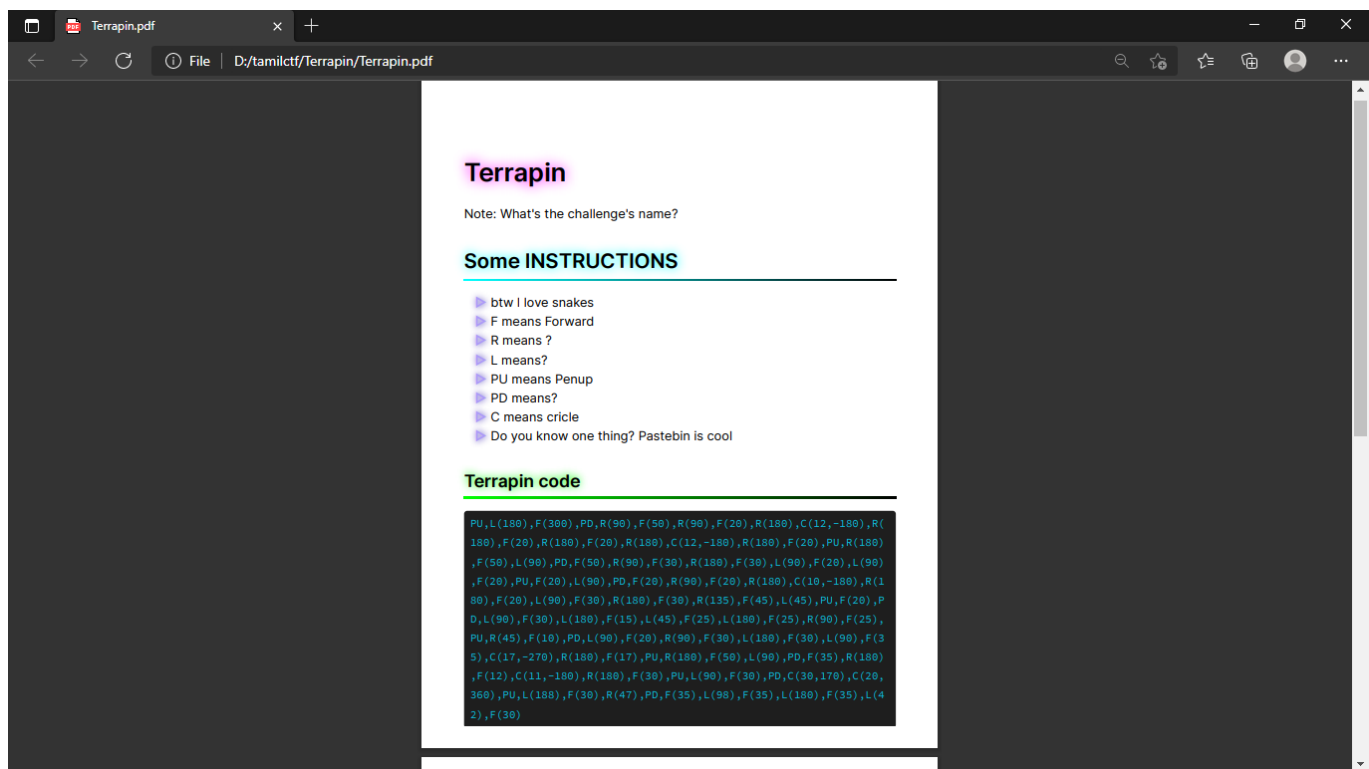 Terrapin.pdf
File | D:/tamilctf/Terrapin/Terrapin.pdf
Terrapin
Note: What's the challenge's name?
Some INSTRUCTIONS
btw I love snakes
F means Forward
R means ?
L means?
PU means Penup
PD means?
C means cricle
Do you know one thing? Pastebin is cool
Terrapin code
PU,L(180),F(300),PD,R(90),F(50),R(90),F(20),R(180),C(12,-180),R(
180),F(20),R(180),F(20),R(180),C(12,-180),R(180),F(20),PU,R(180)
,F(50),L(90),PD,F(50),R(90),F(30),R(180),F(30),L(90),F(20),L(90)
,F(20),PU,F(20),L(90),PD,F(20),R(90),F(20),R(180),C(10,-180),R(1
80),F(20),L(90),F(30),R(180),F(30),R(135),F(45),L(45),PU,F(20),P
D,L(90),F(30),L(180),F(15),L(45),F(25),L(180),F(25),R(90),F(25),
PU,R(45),F(10),PD,L(90),F(20),R(90),F(30),L(180),F(30),L(90),F(3
5),C(17,-270),R(180),F(17),PU,R(180),F(50),L(90),PD,F(35),R(180)
,F(12),C(11,-180),R(180),F(30),PU,L(90),F(30),PD,C(30,170),C(20,
360),PU,L(188),F(30),R(47),PD,F(35),L(98),F(35),L(180),F(35),L(4
2),F(30)